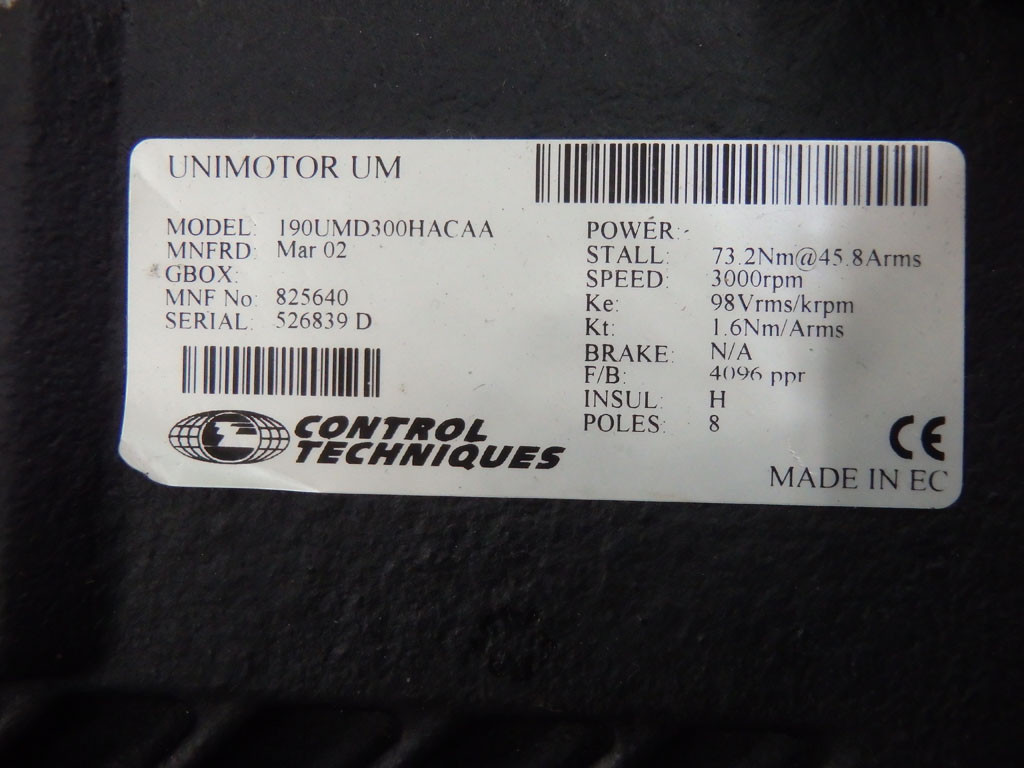 UNIMOTOR UM
MODEL: 190UMD300HACAA
MNFRD: Mar 02
GBOX:
MNF No: 825640
SERIAL: 526839 D
POWER: -
STALL: 73.2Nm@45.8Arms
SPEED: 3000rpm
Ke: 98Vrms/krpm
Kt: 1.6Nm/Arms
BRAKE: N/A
F/B: 4096 ppr
INSUL: H
POLES: 8
CONTROL
TECHNIQUES
CE
MADE IN EC